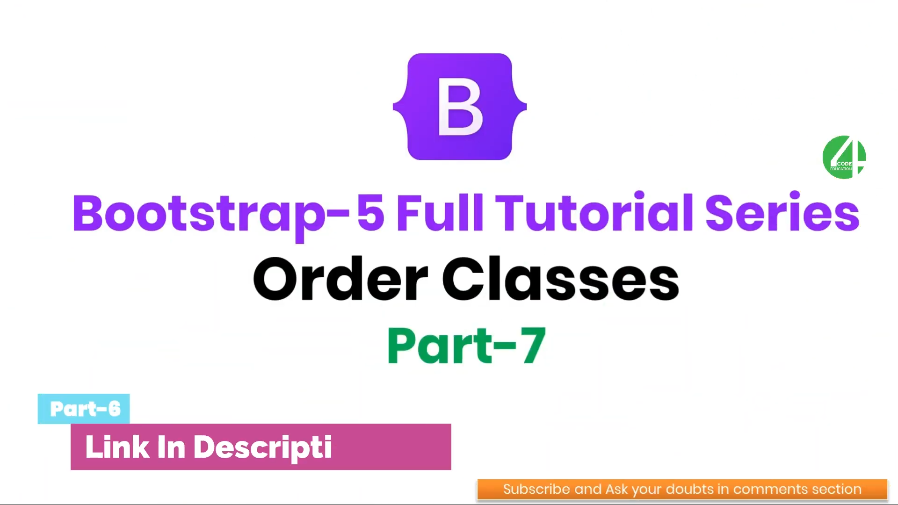 B
4
CODE
EDUCATION
Bootstrap-5 Full Tutorial Series
Order Classes
Part-7
Part-6
Link In Descripti
Subscribe and Ask your doubts in comments section